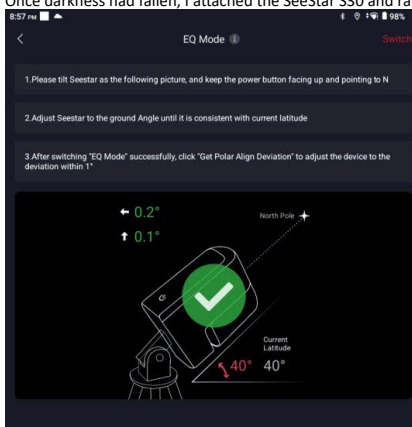 Once darkness had fallen, I attached the SeeStar S50 and
8:57 PM 98%
EQ Mode
Switch
1.Please tilt Seestar as the following picture, and keep the power button facing up and pointing to N
2.Adjust Seestar to the ground Angle until it is consistent with current latitude
3.After switching "EQ Mode" successfully, click "Get Polar Align Deviation" to adjust the device to the
deviation within 1°
← 0.2°
North Pole
↑ 0.1°
Current
Latitude
40° 40°